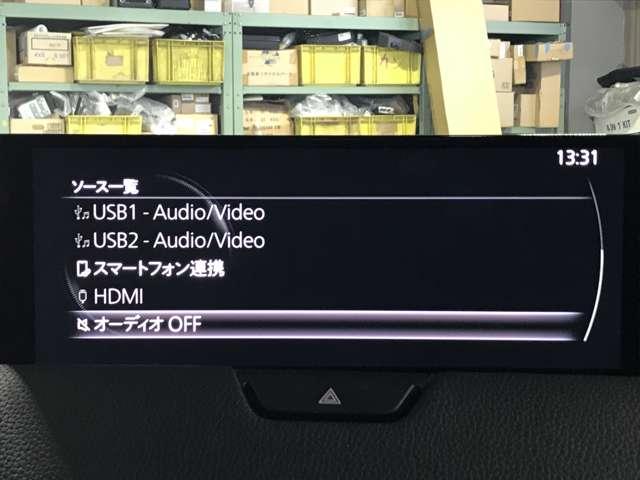 13:31
ソース一覧
USB1 - Audio/Video
USB2 - Audio/Video
スマートフォン連携
HDMI
オーディオ OFF